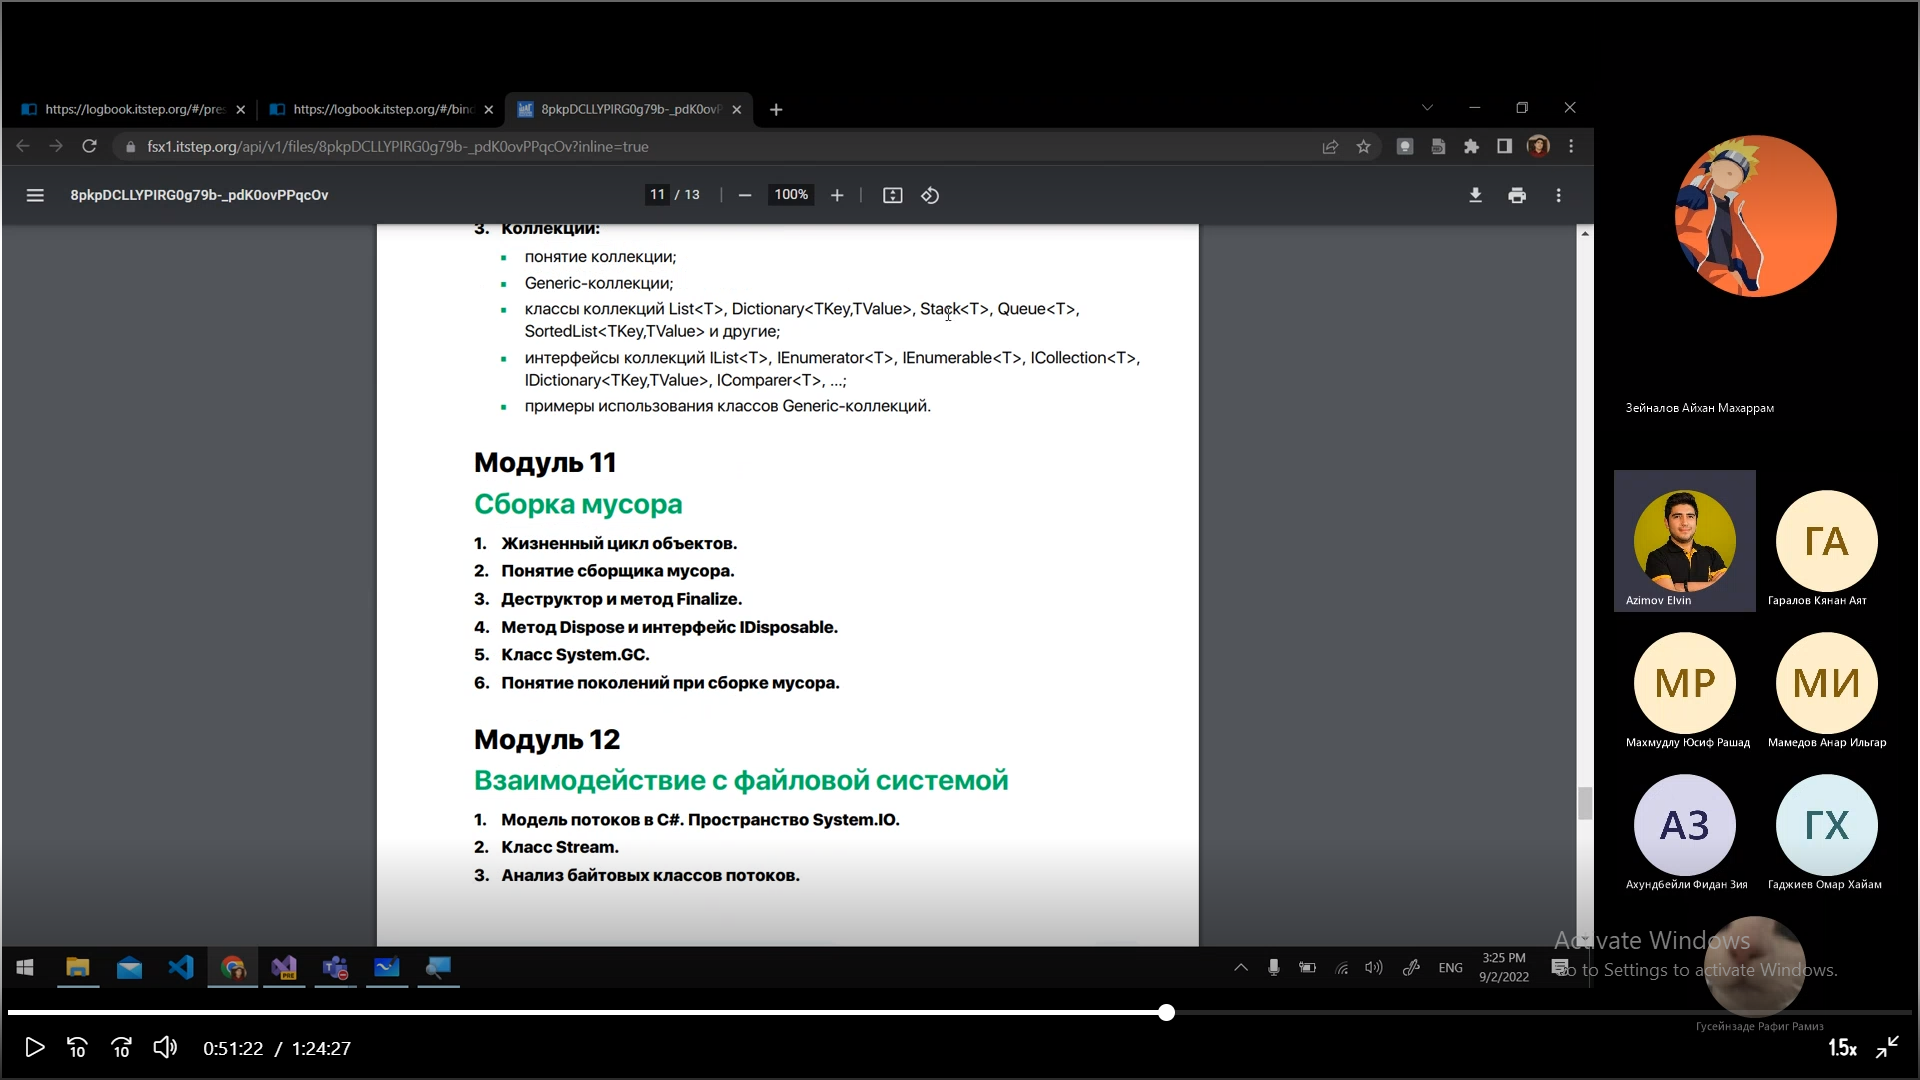 https://logbook.itstep.org/#/pre
https://logbook.itstep.org/#/bin
8pkpDCLLYPIRG0g79b-_pdK0ovP
fsx1.itstep.org/api/v1/files/8pkpDCLLYPIRG0g79b-_pdK0ovPPqcOv?inline=true
8pkpDCLLYPIRG0g79b-_pdK0ovPPqcOv
11 / 13
100%
3. Коллекции:
понятие коллекции;
Generic-коллекции;
классы коллекций List<T>, Dictionary<TKey,TValue>, Stack<T>, Queue<T>,
SortedList<TKey,TValue> и другие;
интерфейсы коллекций IList<T>, IEnumerator<T>, IEnumerable<T>, ICollection<T>,
IDictionary<TKey,TValue>, IComparer<T>, ...;
примеры использования классов Generic-коллекций.
Модуль 11
Сборка мусора
1. Жизненный цикл объектов.
2. Понятие сборщика мусора.
3. Деструктор и метод Finalize.
4. Метод Dispose и интерфейс IDisposable.
5. Класс System.GC.
6. Понятие поколений при сборке мусора.
Модуль 12
Взаимодействие с файловой системой
1. Модель потоков в C#. Пространство System.IO.
2. Класс Stream.
3. Анализ байтовых классов потоков.
Зейналов Айхан Махаррам
Azimov Elvin
ГА
Гаралов Кянан Аят
МР
Махмудлу Юсиф Рашад
МИ
Мамедов Анар Ильгар
АЗ
Ахундбейли Фидан Зия
ГХ
Гаджиев Омар Хайам
Гусейнзаде Рафиг Рамиз
Activate Windows
Go to Settings to activate Windows.
PRE
ENG
3:25 PM
9/2/2022
10
10
0:51:22 / 1:24:27
1.5x